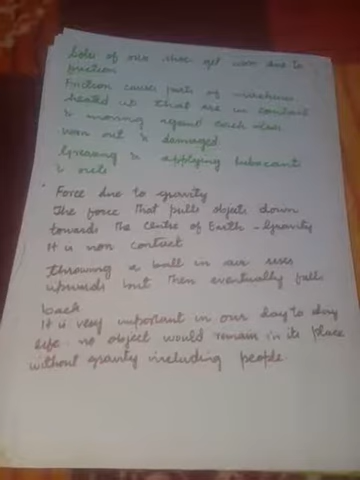 Soles of our shoe get worn due to
friction
Friction causes parts of machines
heated up that are in contact
& moving against each other
worn out & damaged
Greasing & applying lubricant
& oils
Force due to gravity
The force that pulls objects down
towards the centre of Earth - Gravity
It is non contact
Throwing a ball in air rises
upwards but then eventually falls
back
It is very important in our day to day
life no object would remain in its place
without gravity including people.